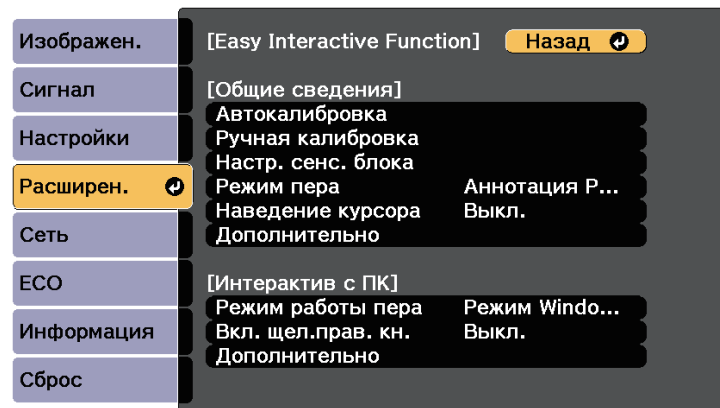 Изображен.
Сигнал
Настройки
Расширен.
Сеть
ECO
Информация
Сброс
[Easy Interactive Function] Назад
[Общие сведения]
Автокалибровка
Ручная калибровка
Настр. сенс. блока
Режим пера Аннотация P...
Наведение курсора Выкл.
Дополнительно
[Интерактив с ПК]
Режим работы пера Режим Windo...
Вкл. щел.прав. кн. Выкл.
Дополнительно